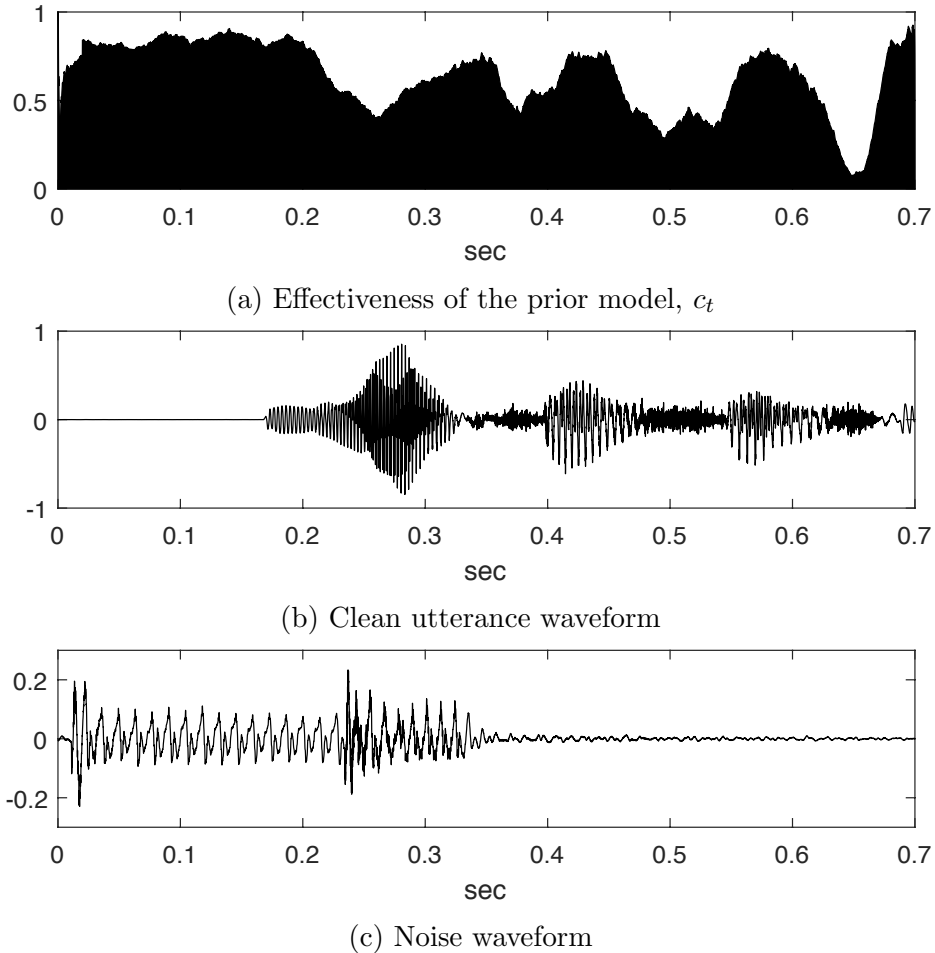 1
0.5
0
0 0.1 0.2 0.3 0.4 0.5 0.6 0.7
sec
(a) Effectiveness of the prior model, c_t
1
0
-1
0 0.1 0.2 0.3 0.4 0.5 0.6 0.7
sec
(b) Clean utterance waveform
0.2
0
-0.2
0 0.1 0.2 0.3 0.4 0.5 0.6 0.7
sec
(c) Noise waveform